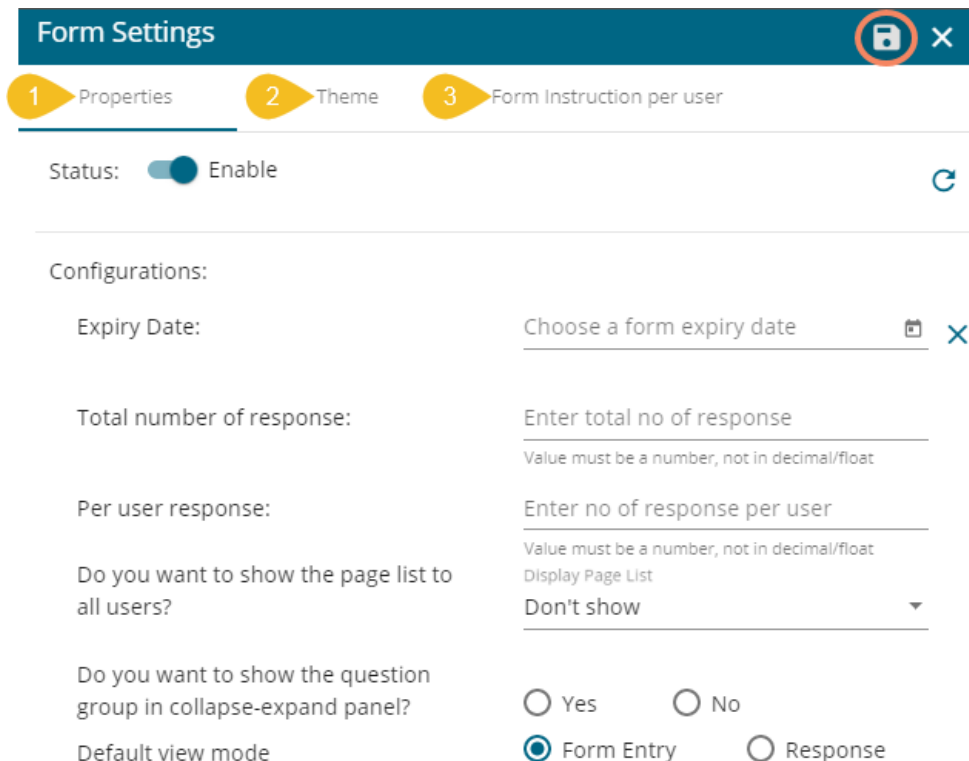 Form Settings
1 Properties 2 Theme 3 Form Instruction per user
Status: Enable
Configurations:
Expiry Date: Choose a form expiry date
Total number of response: Enter total no of response
Value must be a number, not in decimal/float
Per user response: Enter no of response per user
Value must be a number, not in decimal/float
Do you want to show the page list to Display Page List
all users? Don't show
Do you want to show the question
group in collapse-expand panel? Yes No
Default view mode Form Entry Response